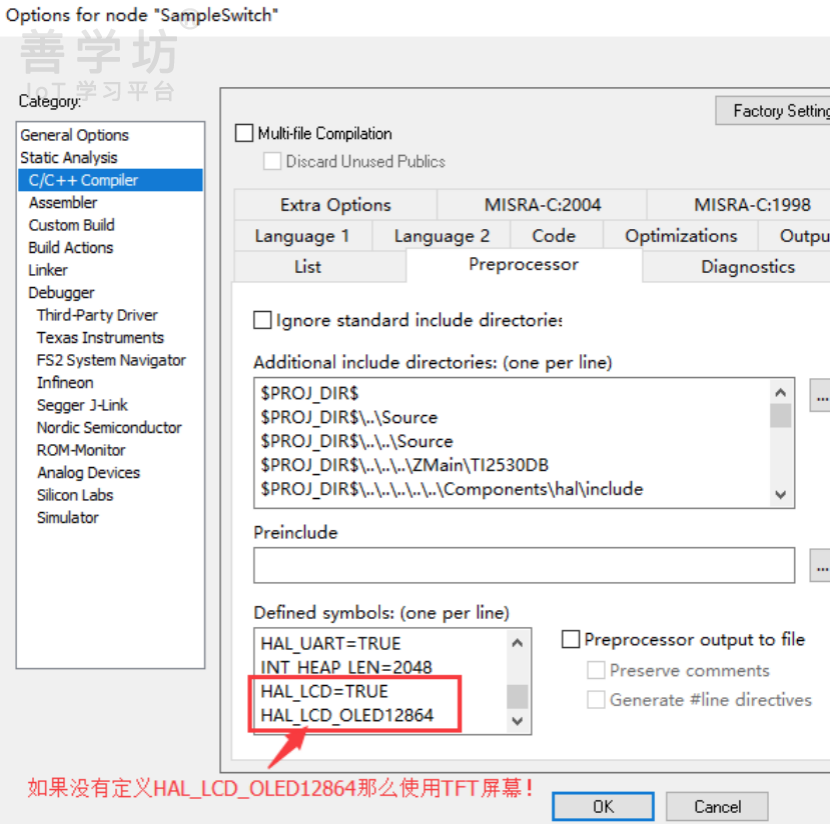 Options for node "SampleSwitch"
善学坊®
IoT 学习平台
Category:
General Options
Static Analysis
C/C++ Compiler
Assembler
Custom Build
Build Actions
Linker
Debugger
Third-Party Driver
Texas Instruments
FS2 System Navigator
Infineon
Segger J-Link
Nordic Semiconductor
ROM-Monitor
Analog Devices
Silicon Labs
Simulator
Factory Setting
Multi-file Compilation
Discard Unused Publics
Extra Options MISRA-C:2004 MISRA-C:1998
Language 1 Language 2 Code Optimizations Outpu
List Preprocessor Diagnostics
Ignore standard include directories
Additional include directories: (one per line)
$PROJ_DIR$
$PROJ_DIR$\..\Source
$PROJ_DIR$\..\..\Source
$PROJ_DIR$\..\..\..\ZMain\TI2530DB
$PROJ_DIR$\..\..\..\..\..\Components\hal\include
...
Preinclude
...
Defined symbols: (one per line)
HAL_UART=TRUE
INT_HEAP_LEN=2048
HAL_LCD=TRUE
HAL_LCD_OLED12864
Preprocessor output to file
Preserve comments
Generate #line directives
如果没有定义HAL_LCD_OLED12864那么使用TFT屏幕！
OK Cancel